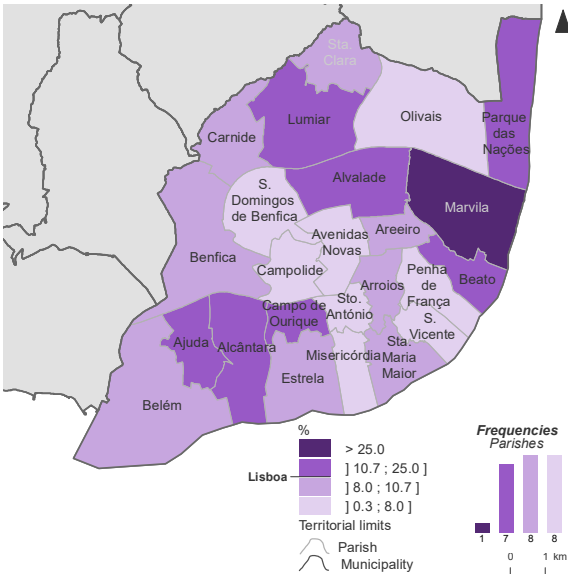 Sta.
Clara
Olivais
Lumiar
Parque
das
Nações
Carnide
Alvalade
S.
Domingos
de Benfica
Marvila
Avenidas
Novas
Areeiro
Benfica
Campolide
Penha
de
França
Beato
Arroios
Sto.
António
Campo de
Ourique
S.
Vicente
Ajuda
Alcântara
Misericórdia
Sta.
Maria
Maior
Estrela
Belém
%
> 25.0
] 10.7 ; 25.0 ]
] 8.0 ; 10.7 ]
] 0.3 ; 8.0 ]
Lisboa
Territorial limits
Parish
Municipality
Frequencies
Parishes
1 7 8 8
0 1 km